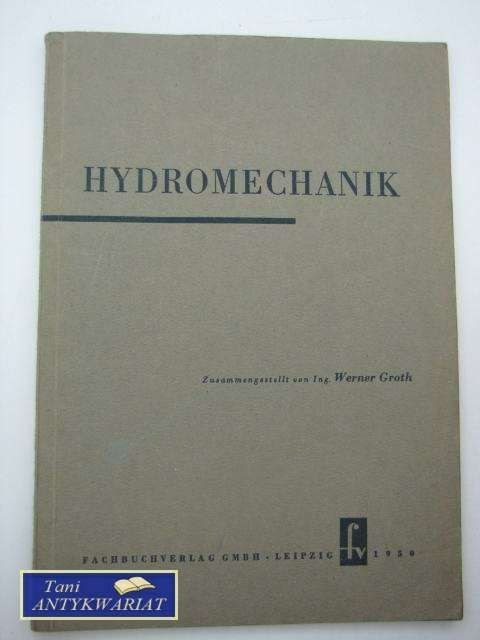 HYDROMECHANIK
Zusammengestellt von Ing. Werner Groth
fv
FACHBUCHVERLAG GMBH · LEIPZIG 1950
Tani
ANTYKWARIAT